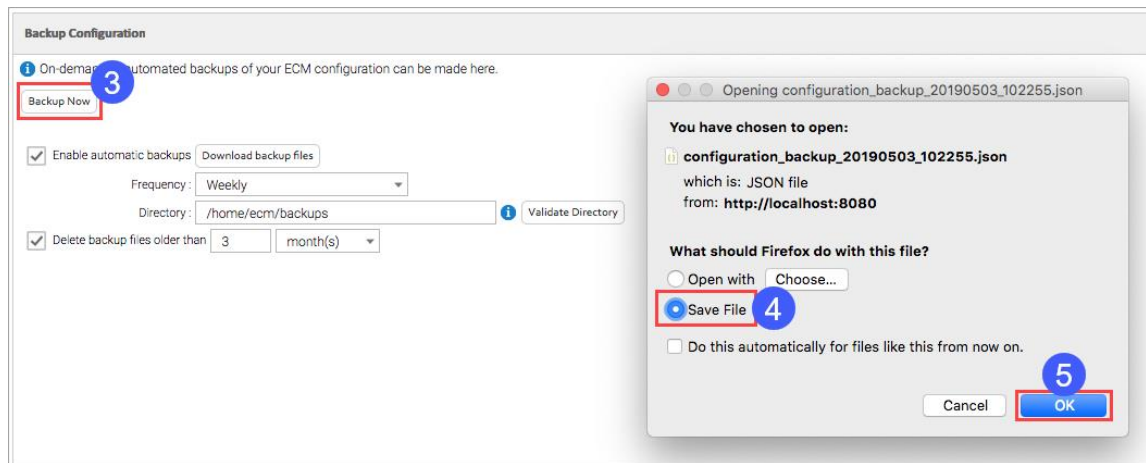 Backup Configuration
On-deman automated backups of your ECM configuration can be made here.
3
Backup Now
Enable automatic backups Download backup files
Frequency : Weekly
Directory : /home/ecm/backups Validate Directory
Delete backup files older than 3 month(s)
Opening configuration_backup_20190503_102255.json
You have chosen to open:
configuration_backup_20190503_102255.json
which is: JSON file
from: http://localhost:8080
What should Firefox do with this file?
Open with Choose...
Save File 4
Do this automatically for files like this from now on.
5
Cancel OK